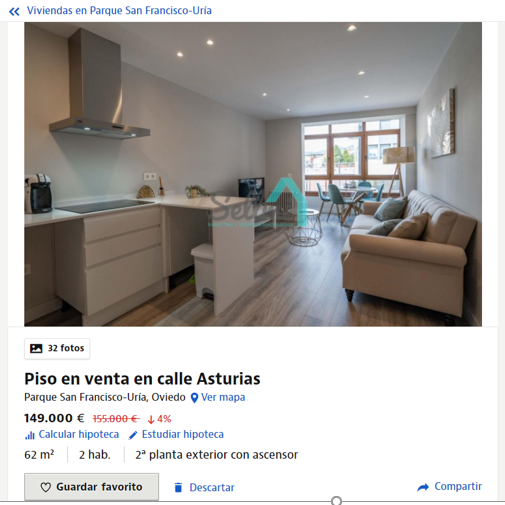 Viviendas en Parque San Francisco-Uría
32 fotos
Piso en venta en calle Asturias
Parque San Francisco-Uría, Oviedo Ver mapa
149.000 € 155.000 € 4%
Calcular hipoteca Estudiar hipoteca
62 m² 2 hab. 2ª planta exterior con ascensor
Guardar favorito Descartar Compartir